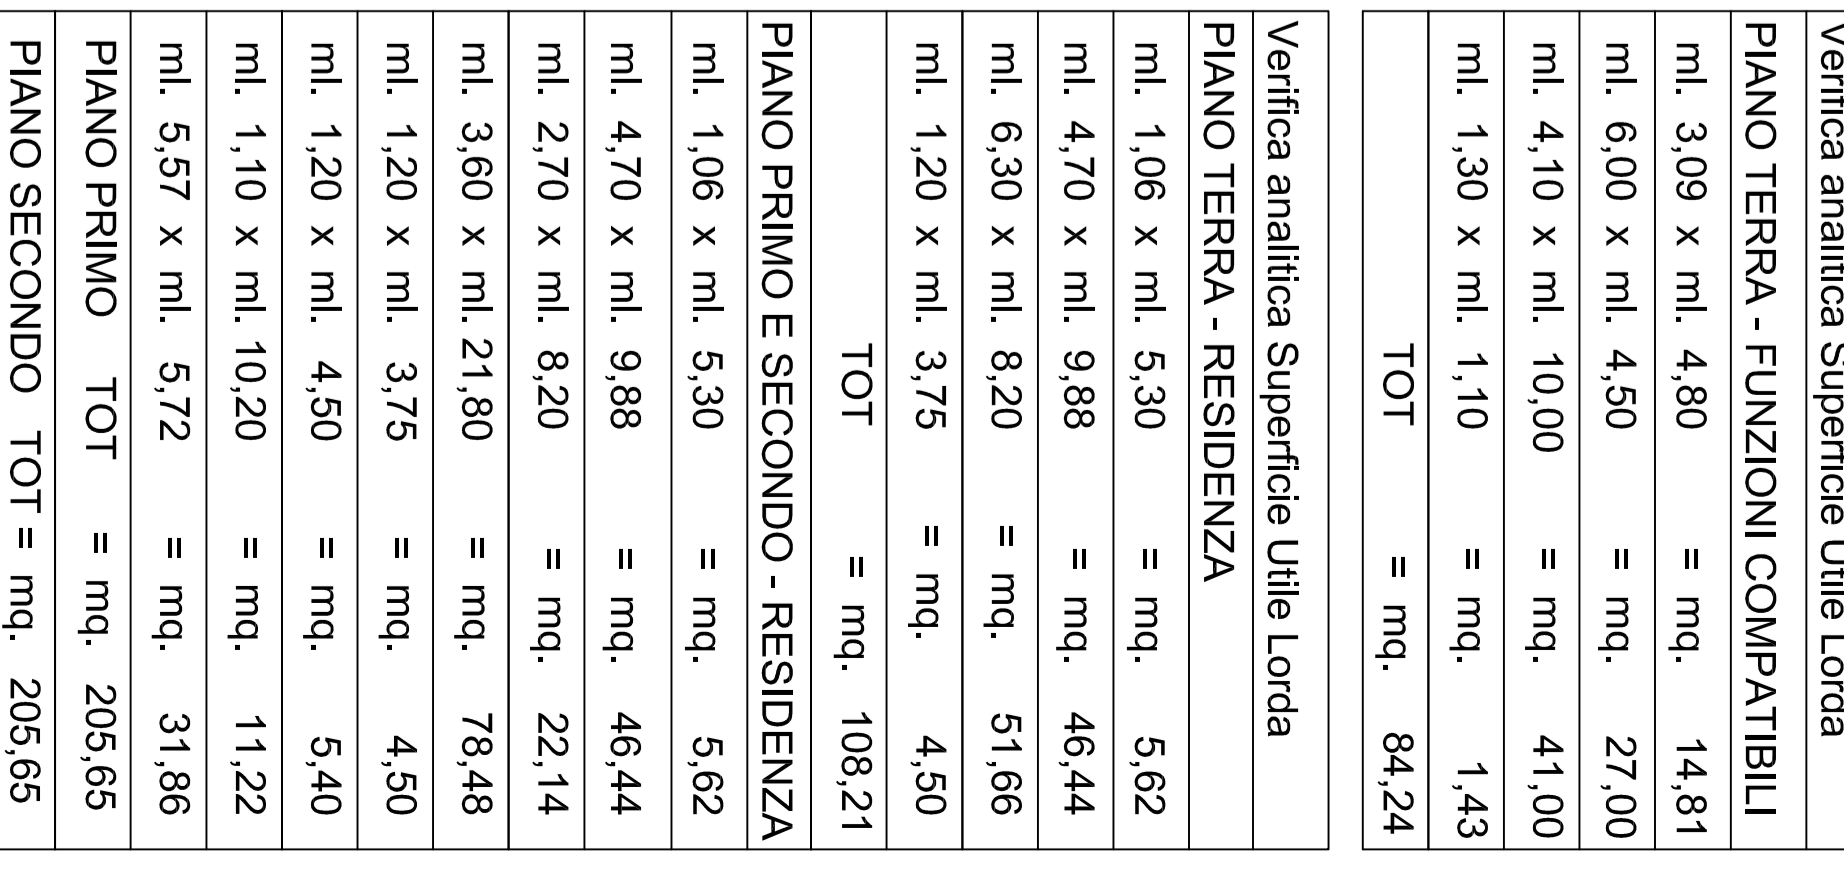 Verifica analitica Superficie Utile Lorda
PIANO TERRA - FUNZIONI COMPATIBILI
ml. 3,09 x ml. 4,80 = mq. 14,81
ml. 6,00 x ml. 4,50 = mq. 27,00
ml. 4,10 x ml. 10,00 = mq. 41,00
ml. 1,30 x ml. 1,10 = mq. 1,43
TOT = mq. 84,24
Verifica analitica Superficie Utile Lorda
PIANO TERRA - RESIDENZA
ml. 1,06 x ml. 5,30 = mq. 5,62
ml. 4,70 x ml. 9,88 = mq. 46,44
ml. 6,30 x ml. 8,20 = mq. 51,66
ml. 1,20 x ml. 3,75 = mq. 4,50
TOT = mq. 108,21
PIANO PRIMO E SECONDO - RESIDENZA
ml. 1,06 x ml. 5,30 = mq. 5,62
ml. 4,70 x ml. 9,88 = mq. 46,44
ml. 2,70 x ml. 8,20 = mq. 22,14
ml. 3,60 x ml. 21,80 = mq. 78,48
ml. 1,20 x ml. 3,75 = mq. 4,50
ml. 1,20 x ml. 4,50 = mq. 5,40
ml. 1,10 x ml. 10,20 = mq. 11,22
ml. 5,57 x ml. 5,72 = mq. 31,86
PIANO PRIMO TOT = mq. 205,65
PIANO SECONDO TOT = mq. 205,65